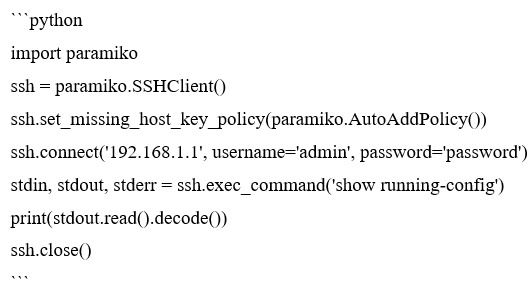 ```python
import paramiko
ssh = paramiko.SSHClient()
ssh.set_missing_host_key_policy(paramiko.AutoAddPolicy())
ssh.connect('192.168.1.1', username='admin', password='password')
stdin, stdout, stderr = ssh.exec_command('show running-config')
print(stdout.read().decode())
ssh.close()
```